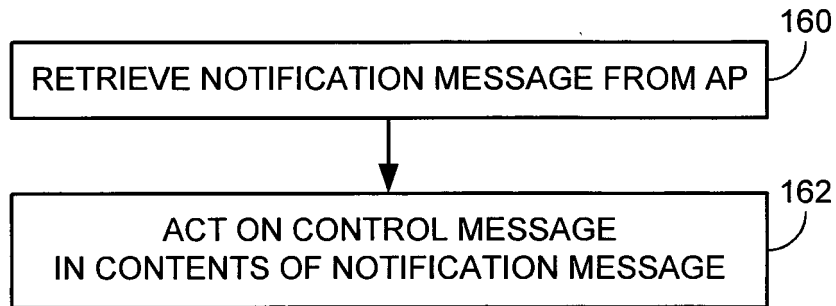 160
RETRIEVE NOTIFICATION MESSAGE FROM AP
162
ACT ON CONTROL MESSAGE
IN CONTENTS OF NOTIFICATION MESSAGE